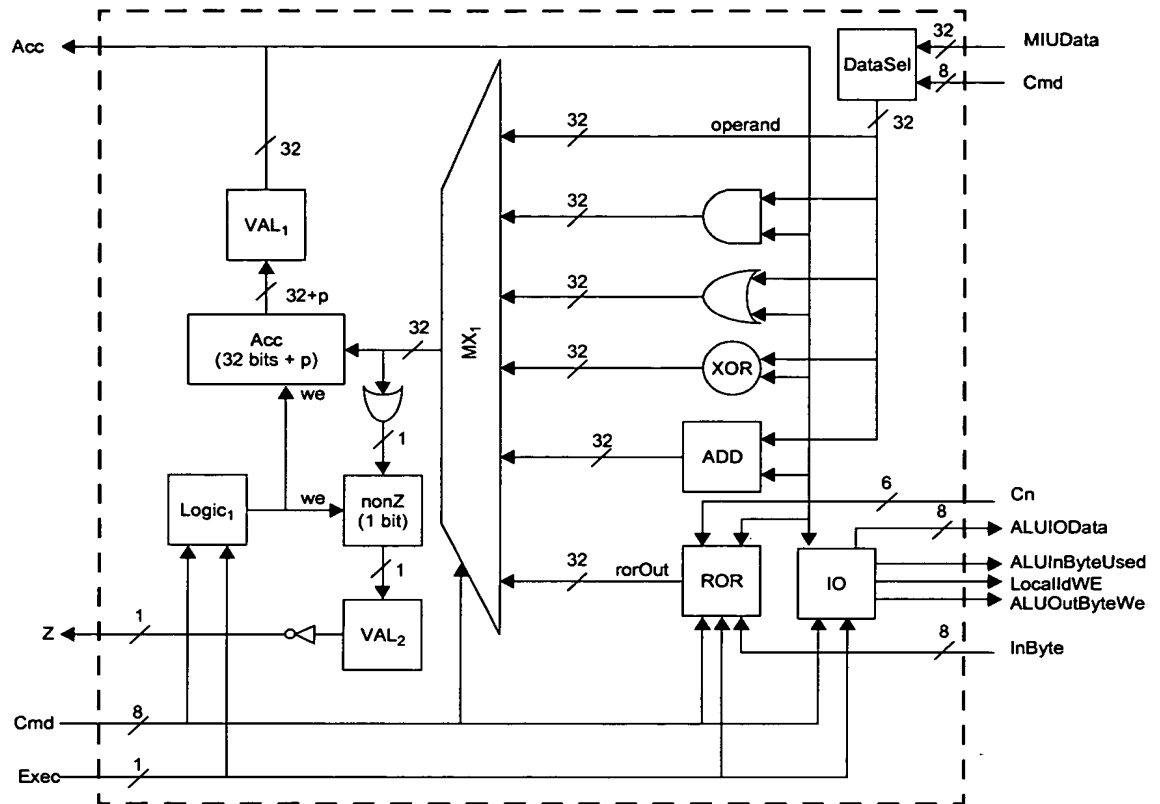 Acc
32
MIUData
DataSel
8
Cmd
32
32
operand
32
32
VAL₁
32+p
32
Acc
(32 bits + p)
32
MX₁
32
XOR
we
1
32
ADD
Logic₁
we
nonZ
(1 bit)
6
Cn
8
ALUIOData
1
32
rorOut
ROR
IO
ALUInByteUsed
LocalIdWE
ALUOutByteWe
Z
1
VAL₂
8
InByte
Cmd
8
Exec
1